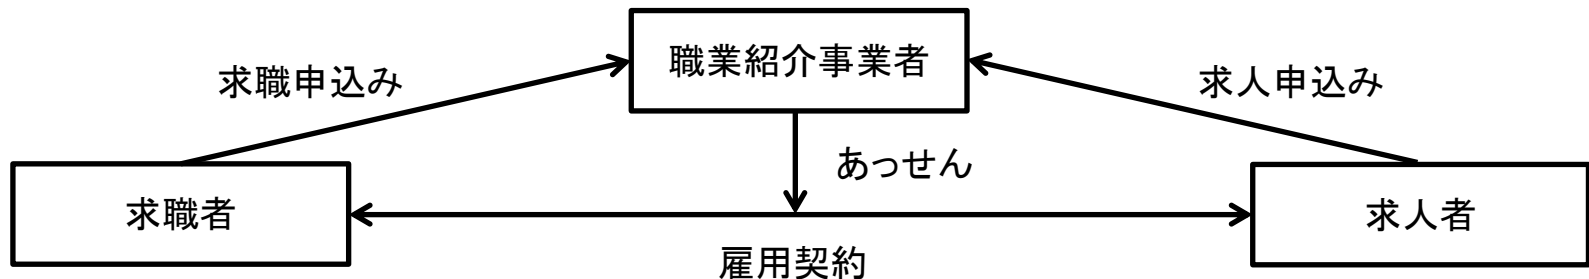 職業紹介事業者
求職申込み
求人申込み
あっせん
求職者
求人者
雇用契約